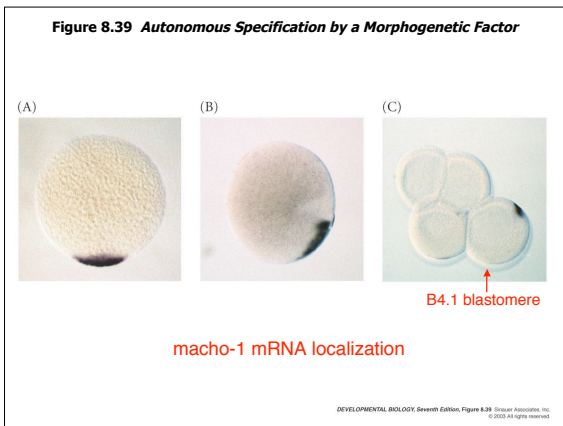 Figure 8.39 Autonomous Specification by a Morphogenetic Factor
(A)
(B)
(C)
B4.1 blastomere
macho-1 mRNA localization
DEVELOPMENTAL BIOLOGY, Seventh Edition, Figure 8.39 Sinauer Associates, Inc.
© 2003 All rights reserved.